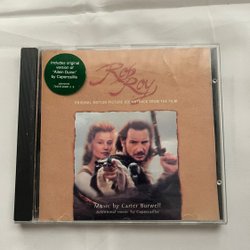 Includes original
version of
"Ailein Duinn"
by Capercaillie
Rob
Roy
ORIGINAL MOTION PICTURE SOUNDTRACK FROM THE FILM
Music by Carter Burwell
Additional music by Capercaillie